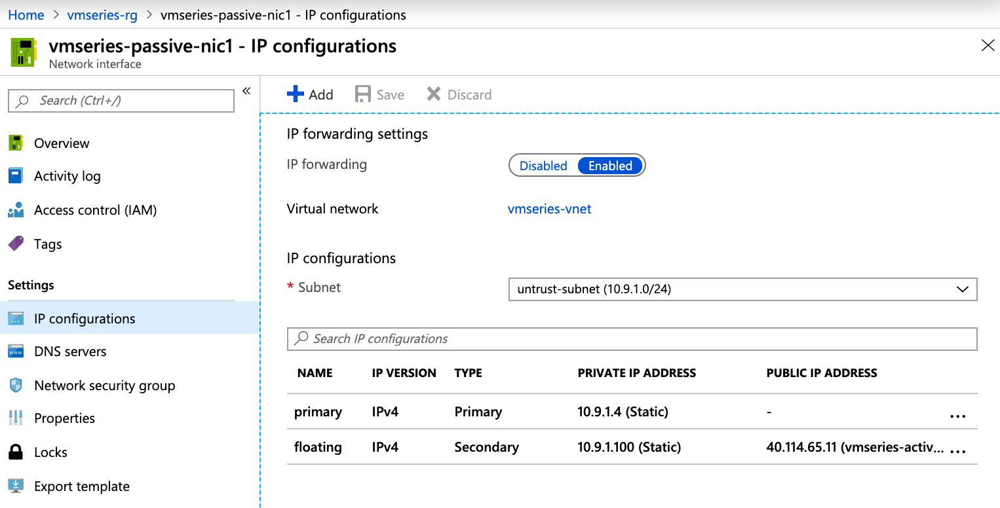 Home > vmseries-rg > vmseries-passive-nic1 - IP configurations
vmseries-passive-nic1 - IP configurations
Network interface
Search (Ctrl+/)
«
Overview
Activity log
Access control (IAM)
Tags
Settings
IP configurations
DNS servers
Network security group
Properties
Locks
Export template
Add Save Discard
IP forwarding settings
IP forwarding Disabled Enabled
Virtual network vmseries-vnet
IP configurations
* Subnet untrust-subnet (10.9.1.0/24)
Search IP configurations
NAME IP VERSION TYPE PRIVATE IP ADDRESS PUBLIC IP ADDRESS
primary IPv4 Primary 10.9.1.4 (Static) - ...
floating IPv4 Secondary 10.9.1.100 (Static) 40.114.65.11 (vmseries-activ... ...